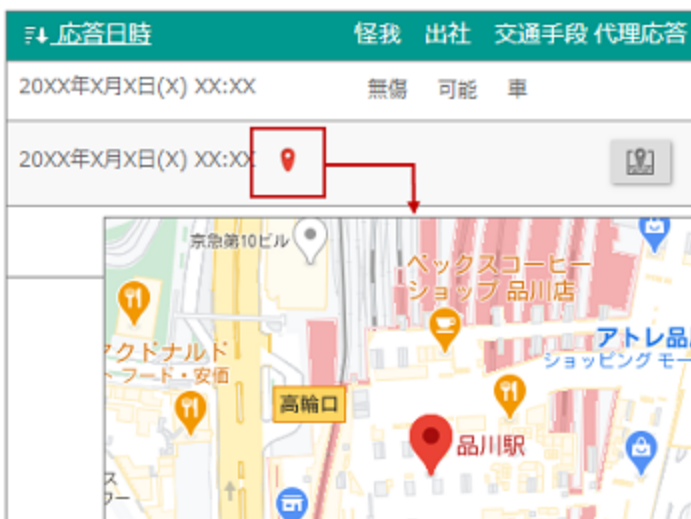 応答日時 怪我 出社 交通手段 代理応答
20XX年X月X日(X) XX:XX 無傷 可能 車
20XX年X月X日(X) XX:XX
京急第10ビル
ベックスコーヒー
ショップ 品川店
アトレ品
ショッピング モー
クドナルド
フード・安価
高輪口
品川駅
ス
ワー